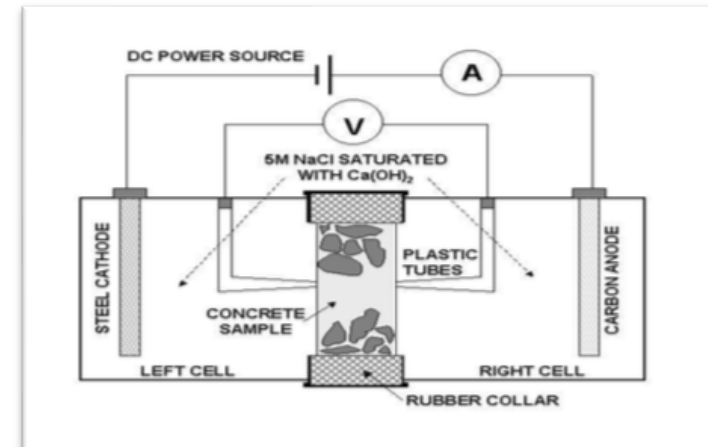 DC POWER SOURCE
A
V
5M NaCl SATURATED
WITH Ca(OH)₂
STEEL CATHODE
PLASTIC
TUBES
CARBON ANODE
CONCRETE
SAMPLE
LEFT CELL
RIGHT CELL
RUBBER COLLAR